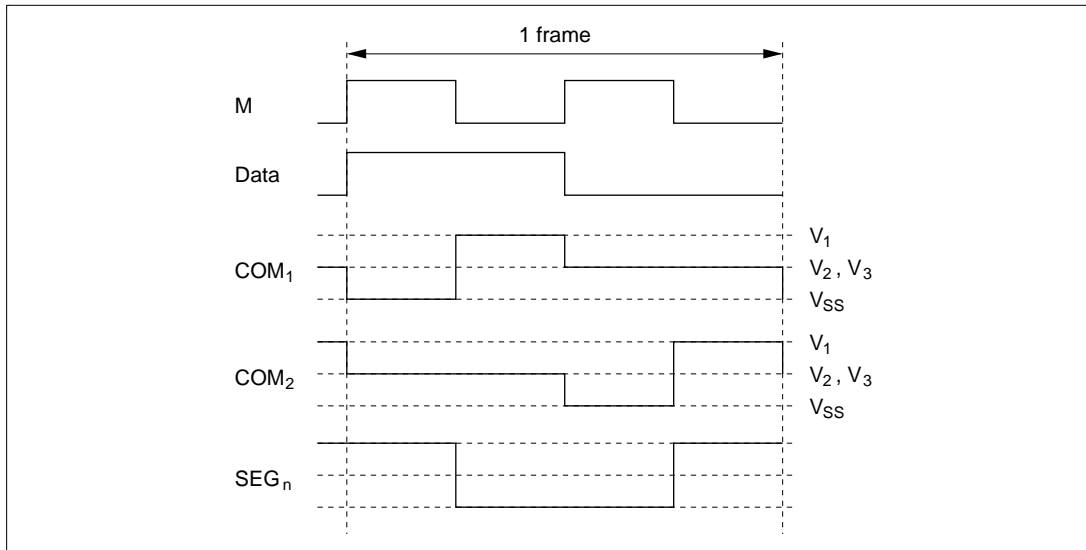 1 frame
M
Data
V1
COM1
V2 , V3
VSS
V1
COM2
V2 , V3
VSS
SEGn